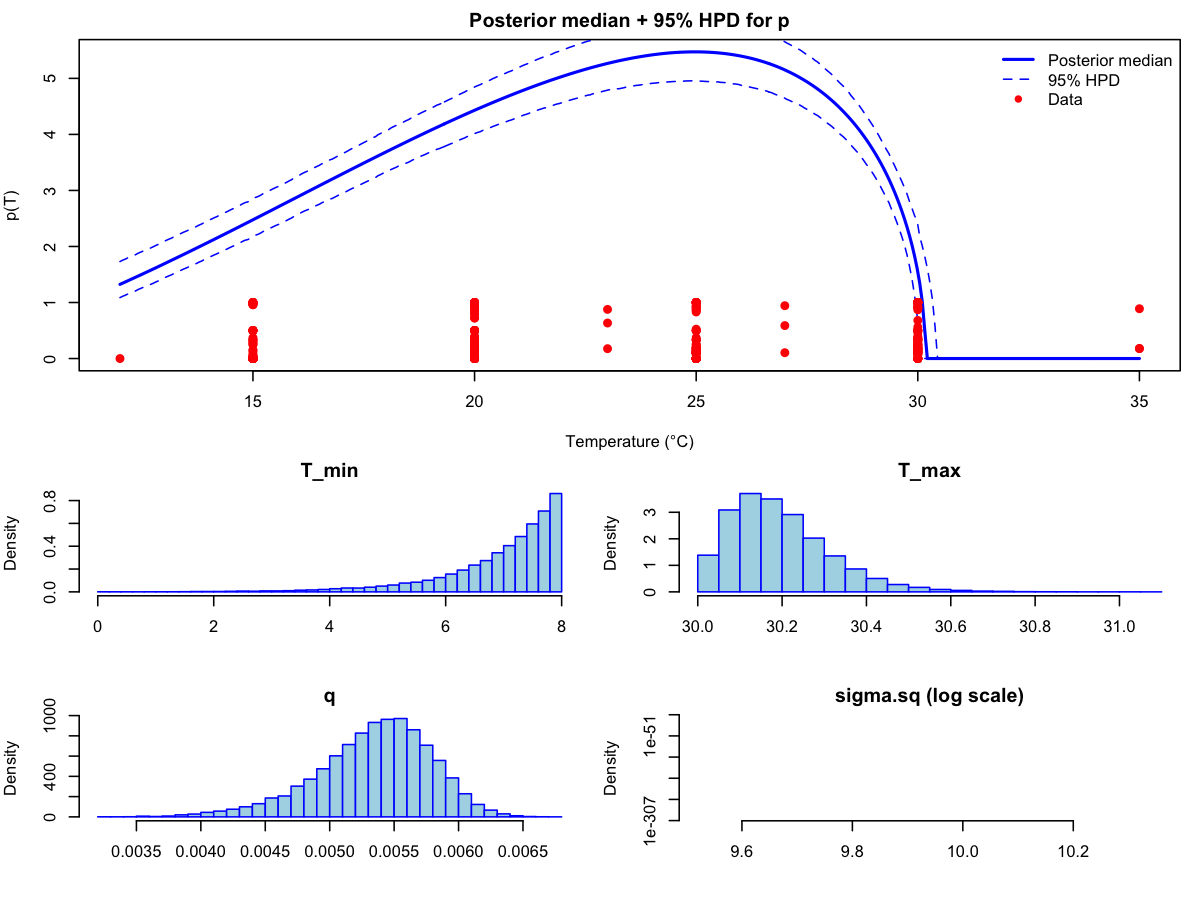 Posterior median + 95% HPD for p
p(T)
0 1 2 3 4 5
Posterior median
95% HPD
Data
15 20 25 30 35
Temperature (°C)
T_min
Density
0.0 0.4 0.8
0 2 4 6 8
T_max
Density
0 1 2 3
30.0 30.2 30.4 30.6 30.8 31.0
q
Density
0 400 1000
0.0035 0.0040 0.0045 0.0050 0.0055 0.0060 0.0065
sigma.sq (log scale)
Density
1e-307 1e-51
9.6 9.8 10.0 10.2